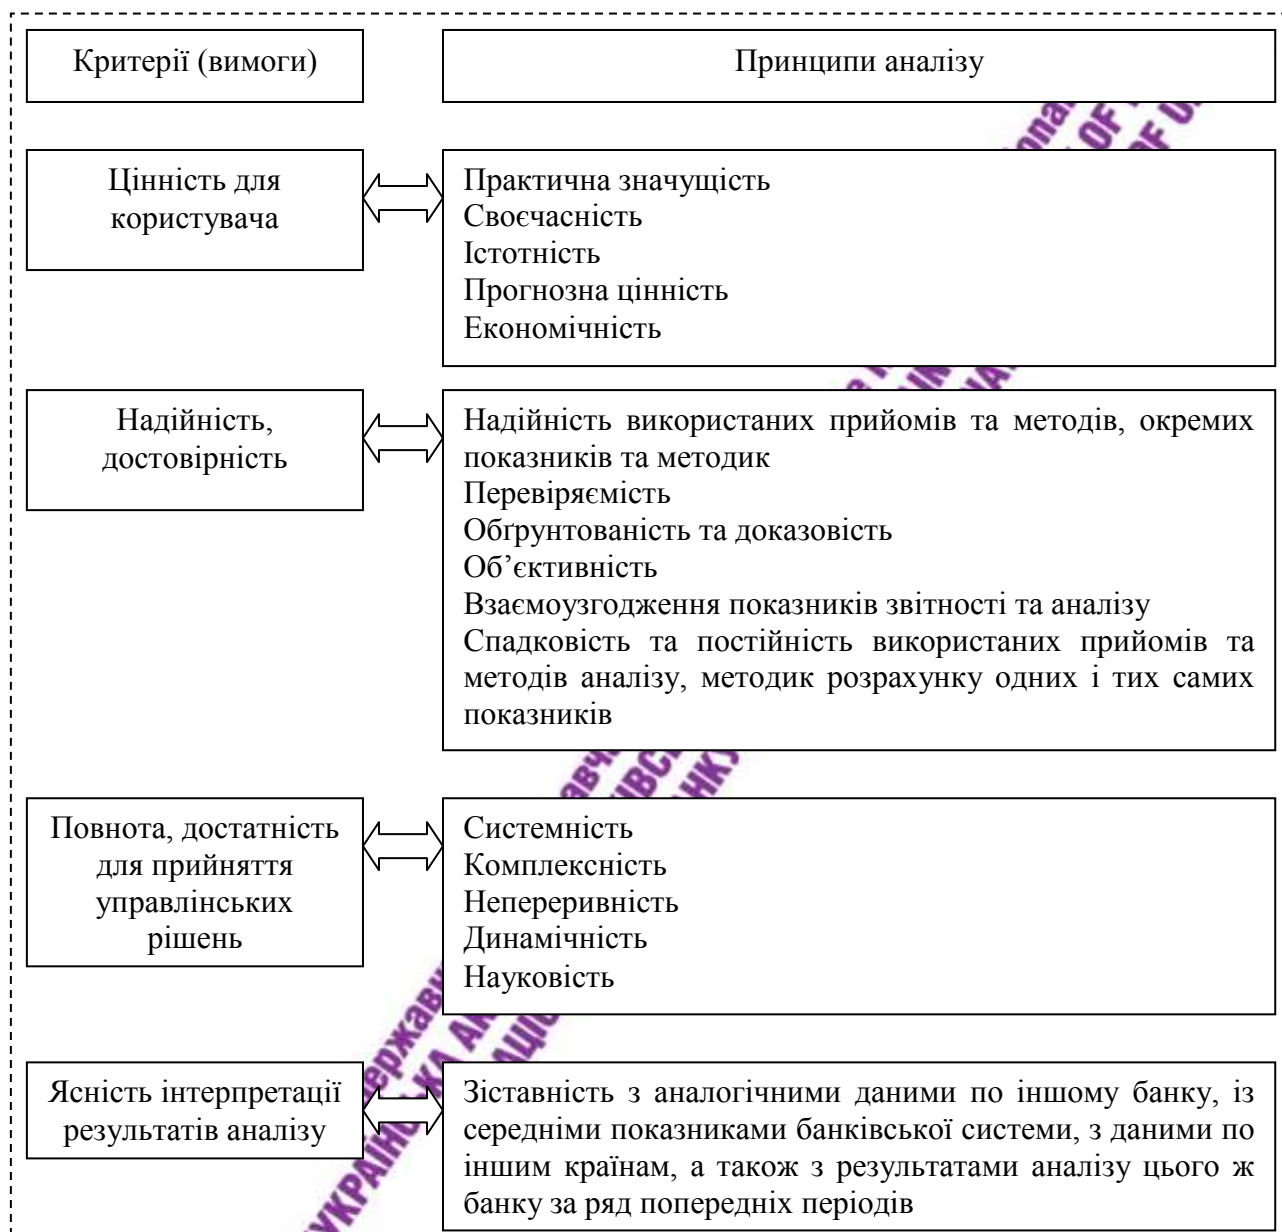 Критерії (вимоги)
Принципи аналізу
Цінність для
користувача
Практична значущість
Своєчасність
Істотність
Прогнозна цінність
Економічність
Надійність,
достовірність
Надійність використаних прийомів та методів, окремих
показників та методик
Перевіряємість
Обґрунтованість та доказовість
Об’єктивність
Взаємоузгодження показників звітності та аналізу
Спадковість та постійність використаних прийомів та
методів аналізу, методик розрахунку одних і тих самих
показників
Повнота, достатність
для прийняття
управлінських
рішень
Системність
Комплексність
Непереривність
Динамічність
Науковість
Ясність інтерпретації
результатів аналізу
Зіставність з аналогічними даними по іншому банку, із
середніми показниками банківської системи, з даними по
іншим країнам, а також з результатами аналізу цього ж
банку за ряд попередніх періодів